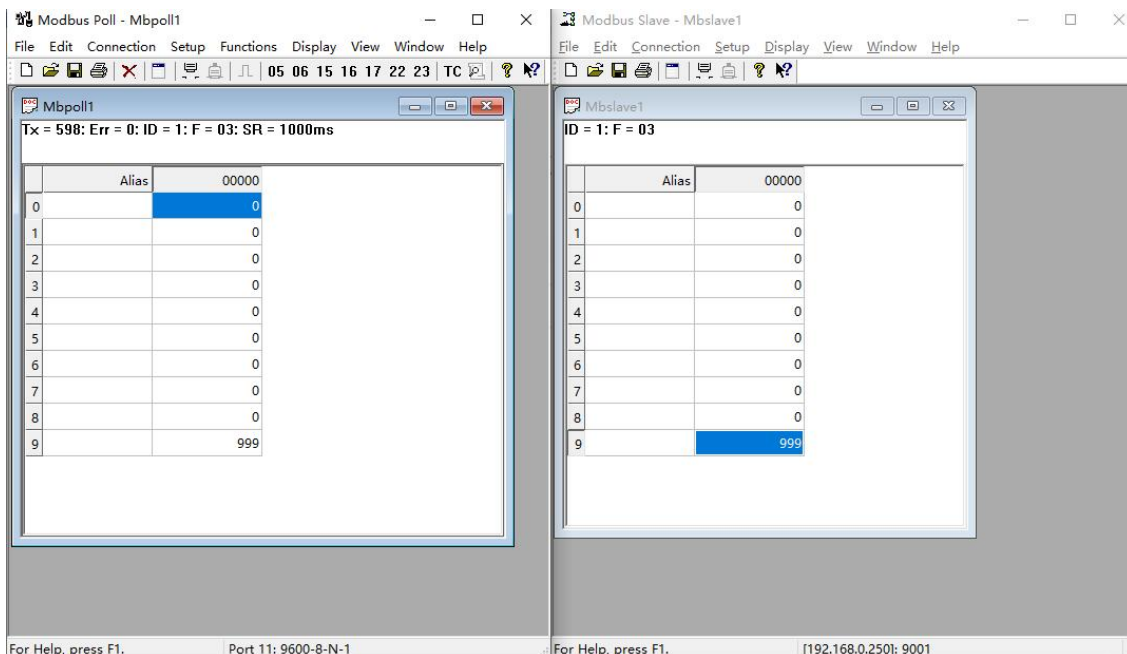 Modbus Poll - Mbpoll1
File Edit Connection Setup Functions Display View Window Help
05 06 15 16 17 22 23 TC
Mbpoll1
Tx = 598: Err = 0: ID = 1: F = 03: SR = 1000ms
Alias 00000
0 0
1 0
2 0
3 0
4 0
5 0
6 0
7 0
8 0
9 999
For Help, press F1. Port 11: 9600-8-N-1
Modbus Slave - Mbslave1
File Edit Connection Setup Display View Window Help
Mbslave1
ID = 1: F = 03
Alias 00000
0 0
1 0
2 0
3 0
4 0
5 0
6 0
7 0
8 0
9 999
For Help, press F1. [192.168.0.250]: 9001